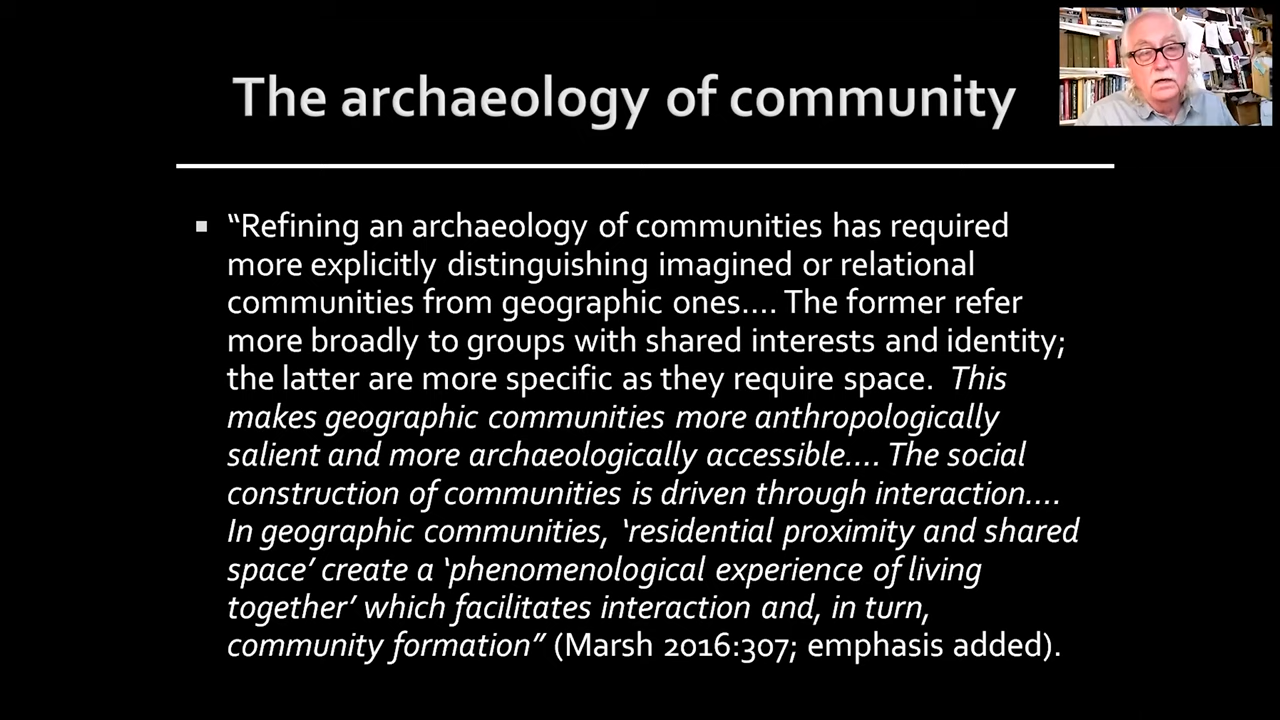 The archaeology of community
▪ “Refining an archaeology of communities has required
more explicitly distinguishing imagined or relational
communities from geographic ones.... The former refer
more broadly to groups with shared interests and identity;
the latter are more specific as they require space. This
makes geographic communities more anthropologically
salient and more archaeologically accessible.... The social
construction of communities is driven through interaction....
In geographic communities, ‘residential proximity and shared
space’ create a ‘phenomenological experience of living
together’ which facilitates interaction and, in turn,
community formation” (Marsh 2016:307; emphasis added).